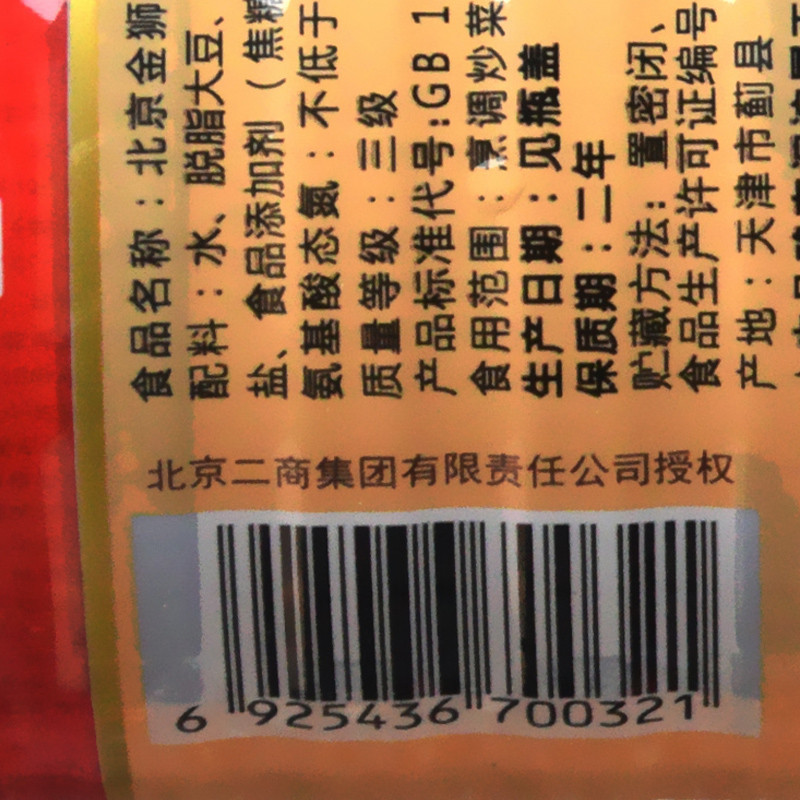 食品名称：北京金狮
配料：水、脱脂大豆、
盐、食品添加剂（焦糖
氨基酸态氮：不低于
质量等级：三级
产品标准代号:GB 1
食用范围：烹调炒菜
生产日期：见瓶盖
保质期：二年
贮藏方法：置密闭、
食品生产许可证编号
产地：天津市蓟县
北京二商集团有限责任公司授权
6 925436 700321